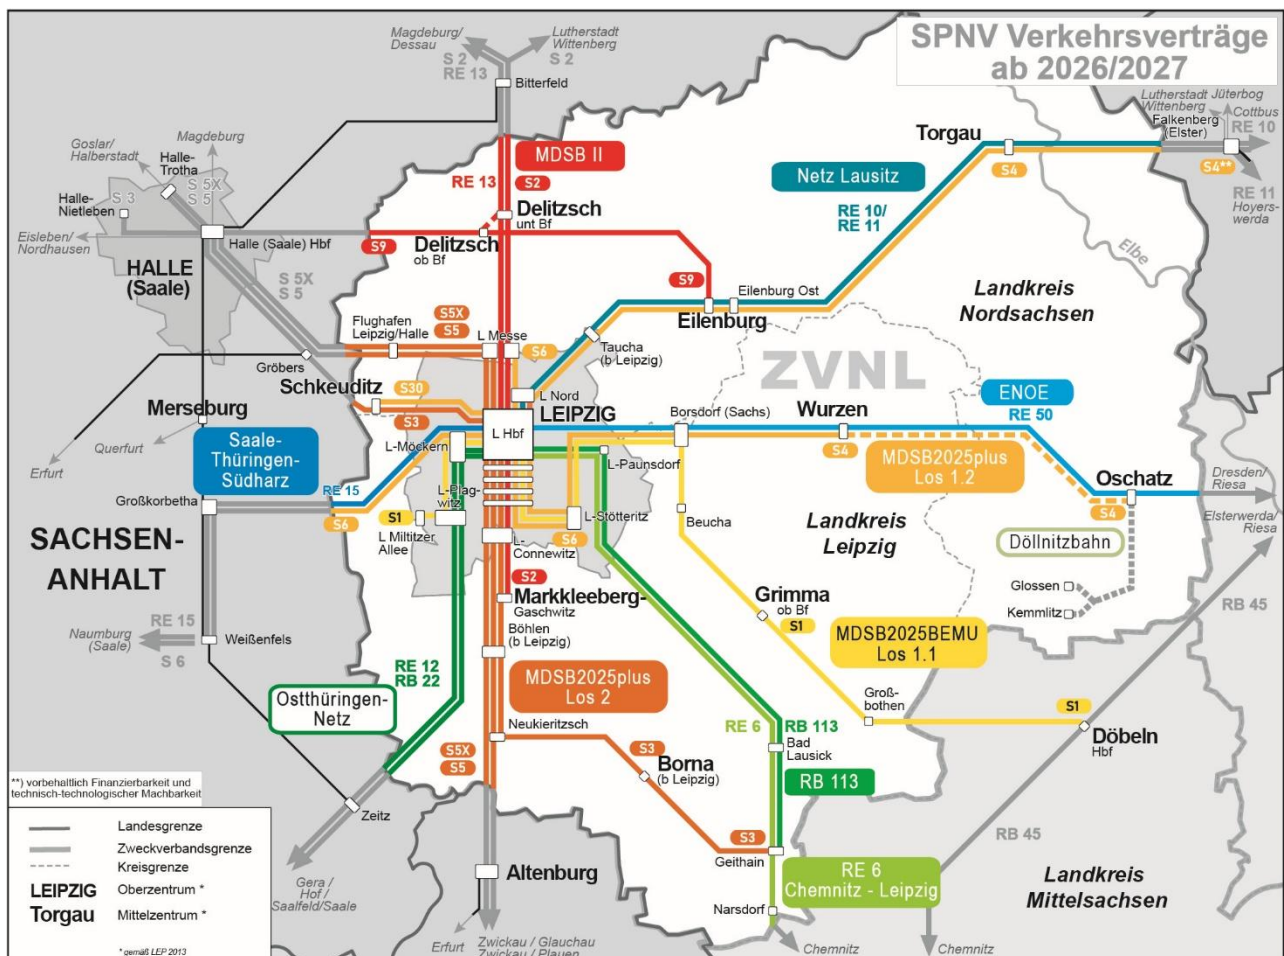 SPNV Verkehrsverträge
ab 2026/2027
Magdeburg/
Dessau
Lutherstadt
Wittenberg
S 2
S 2
RE 13
Bitterfeld
Lutherstadt
Wittenberg
Jüterbog
Cottbus
Falkenberg
(Elster)
RE 10
S4**
RE 11
Hoyers-
werda
Torgau
S4
Magdeburg
Goslar/
Halberstadt
Halle-
Trotha
S 5X
S 5
S 3
Halle-
Nietleben
Eisleben/
Nordhausen
Halle (Saale) Hbf
HALLE
(Saale)
S 5X
S 5
MDSB II
RE 13
S2
Delitzsch
unt Bf
Delitzsch
ob Bf
S9
S9
Netz Lausitz
RE 10/
RE 11
Elbe
Eilenburg Ost
Eilenburg
Landkreis
Nordsachsen
Flughafen
Leipzig/Halle
S5X
S5
L Messe
S6
Taucha
(b Leipzig)
Gröbers
Schkeuditz
S30
S3
L Nord
LEIPZIG
L Hbf
ZVNL
ENOE
RE 50
Borsdorf (Sachs)
Wurzen
S4
MDSB2025plus
Los 1.2
Oschatz
S4
Dresden/
Riesa
Elsterwerda/
Riesa
Merseburg
Querfurt
Erfurt
Saale-
Thüringen-
Südharz
L-Möckern
L-Paunsdorf
Großkorbetha
RE 15
S6
L-Plag-
witz
S1
L Miltitzer
Allee
L-Stötteritz
S6
L-
Connewitz
Beucha
Landkreis
Leipzig
Döllnitzbahn
Glossen
Kemmlitz
SACHSEN-
ANHALT
S2
Markkleeberg-
Gaschwitz
Grimma
ob Bf
S1
RB 45
RE 15
Naumburg
(Saale)
S 6
Weißenfels
Böhlen
(b Leipzig)
MDSB2025BEMU
Los 1.1
RE 12
RB 22
MDSB2025plus
Los 2
Ostthüringen-
Netz
Groß-
bothen
S1
Döbeln
Hbf
Neukieritzsch
RE 6
RB 113
Bad
Lausick
S5X
S5
S3
Borna
(b Leipzig)
RB 113
**) vorbehaltlich Finanzierbarkeit und
technisch-technologischer Machbarkeit
Zeitz
S3
Geithain
RB 45
Landesgrenze
Zweckverbandsgrenze
Kreisgrenze
LEIPZIG Oberzentrum *
Torgau Mittelzentrum *
* gemäß LEP 2013
Gera /
Hof /
Saalfeld/Saale
Altenburg
RE 6
Chemnitz - Leipzig
Landkreis
Mittelsachsen
Narsdorf
Erfurt
Zwickau / Glauchau
Zwickau / Plauen
Chemnitz
Chemnitz